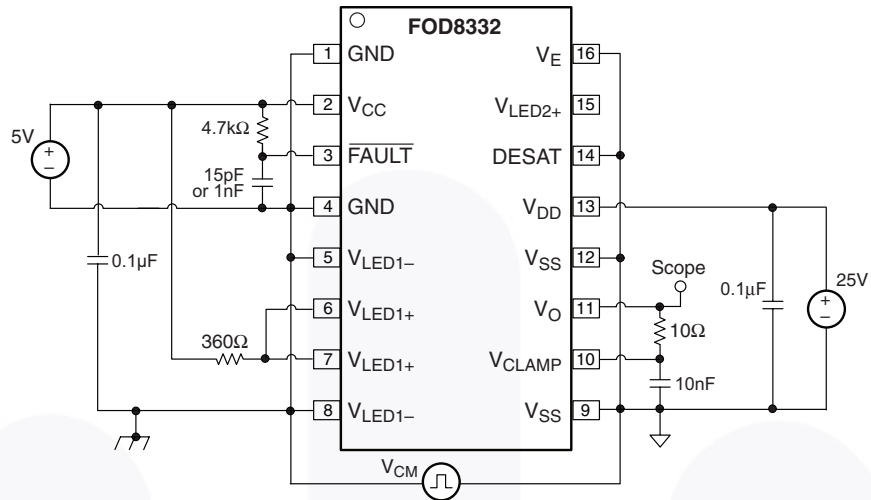 FOD8332
1 GND
2 VCC
3 FAULT
4 GND
5 VLED1–
6 VLED1+
7 VLED1+
8 VLED1–
VE 16
VLED2+ 15
DESAT 14
VDD 13
VSS 12
VO 11
VCLAMP 10
VSS 9
5V
+
–
4.7kΩ
15pF
or 1nF
0.1µF
360Ω
Scope
10Ω
10nF
0.1µF
25V
+
–
VCM